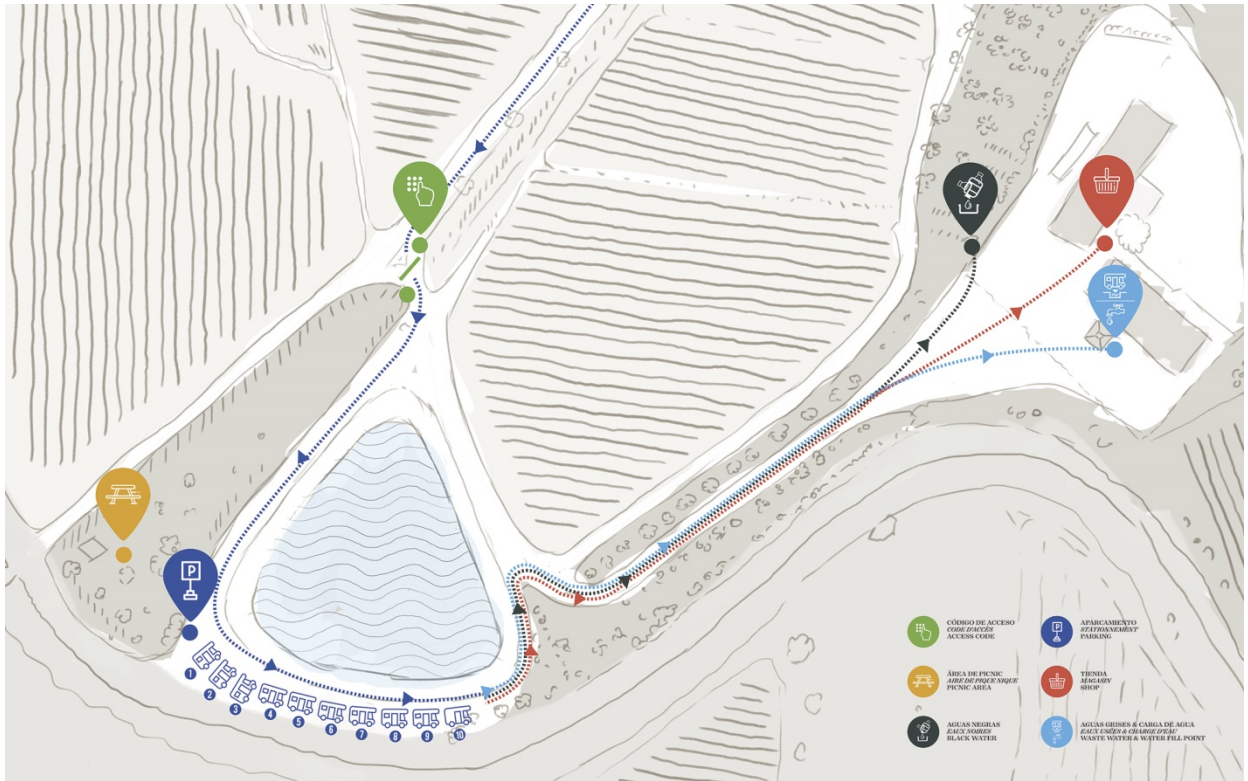 P
1
2
3
4
5
6
7
8
9
10
CÓDIGO DE ACCESO
CODE D'ACCÈS
ACCESS CODE
P
APARCAMIENTO
STATIONNEMENT
PARKING
ÁREA DE PICNIC
AIRE DE PIQUE NIQUE
PICNIC AREA
TIENDA
MAGASIN
SHOP
AGUAS NEGRAS
EAUX NOIRES
BLACK WATER
AGUAS GRISES & CARGA DE AGUA
EAUX USÉES & CHARGE D'EAU
WASTE WATER & WATER FILL POINT